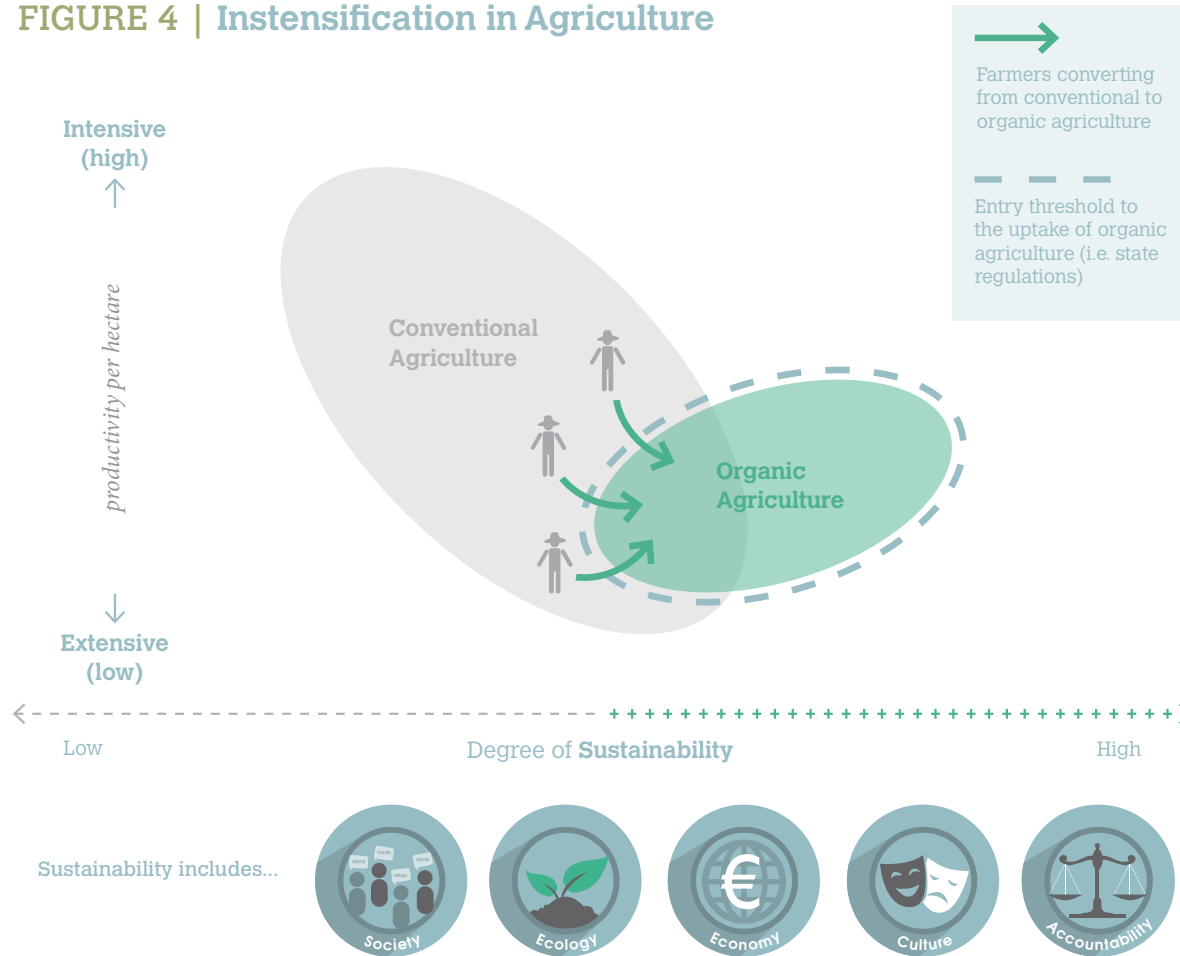 FIGURE 4 | Instensification in Agriculture
Farmers converting
from conventional to
organic agriculture
Entry threshold to
the uptake of organic
agriculture (i.e. state
regulations)
Intensive
(high)
productivity per hectare
Extensive
(low)
Conventional
Agriculture
Organic
Agriculture
Low
Degree of Sustainability
High
Sustainability includes...
Society
Ecology
€
Economy
Culture
Accountability